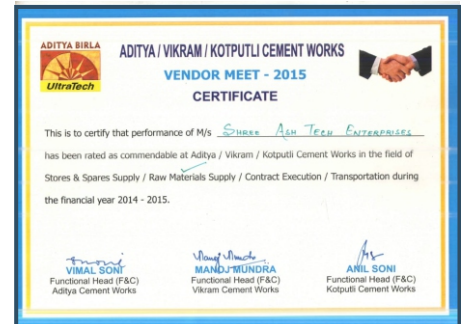 ADITYA BIRLA
UltraTech
ADITYA / VIKRAM / KOTPUTLI CEMENT WORKS
VENDOR MEET - 2015
CERTIFICATE
This is to certify that performance of M/s SHREE ASH TECH ENTERPRISES
has been rated as commendable at Aditya / Vikram / Kotputli Cement Works in the field of
Stores & Spares Supply / Raw Materials Supply / Contract Execution / Transportation during
the financial year 2014 - 2015.
VIMAL SONI
Functional Head (F&C)
Aditya Cement Works
MANOJ MUNDRA
Functional Head (F&C)
Vikram Cement Works
ANIL SONI
Functional Head (F&C)
Kotputli Cement Works